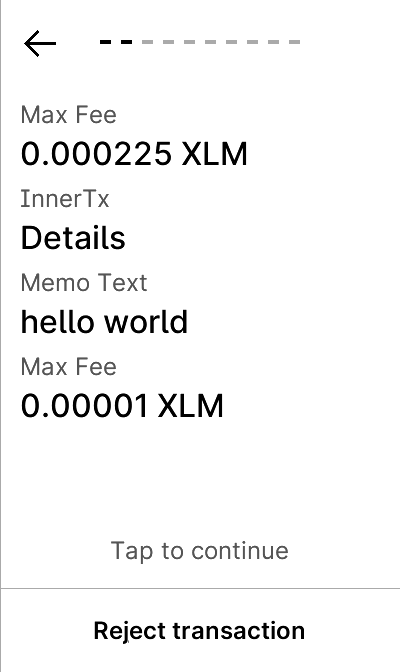 Max Fee
0.000225 XLM
InnerTx
Details
Memo Text
hello world
Max Fee
0.00001 XLM
Tap to continue
Reject transaction